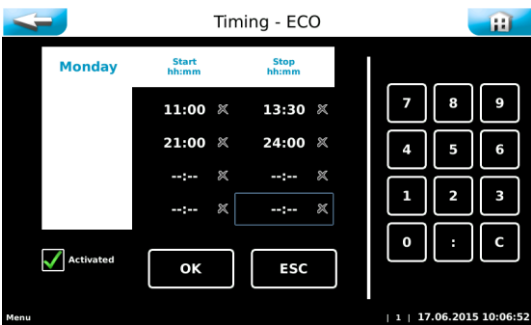 Timing - ECO
Monday Start Stop
hh:mm hh:mm
11:00 13:30
21:00 24:00
--:-- --:--
--:-- --:--
7 8 9
4 5 6
1 2 3
0 : C
Activated OK ESC
Menu | 1 | 17.06.2015 10:06:52